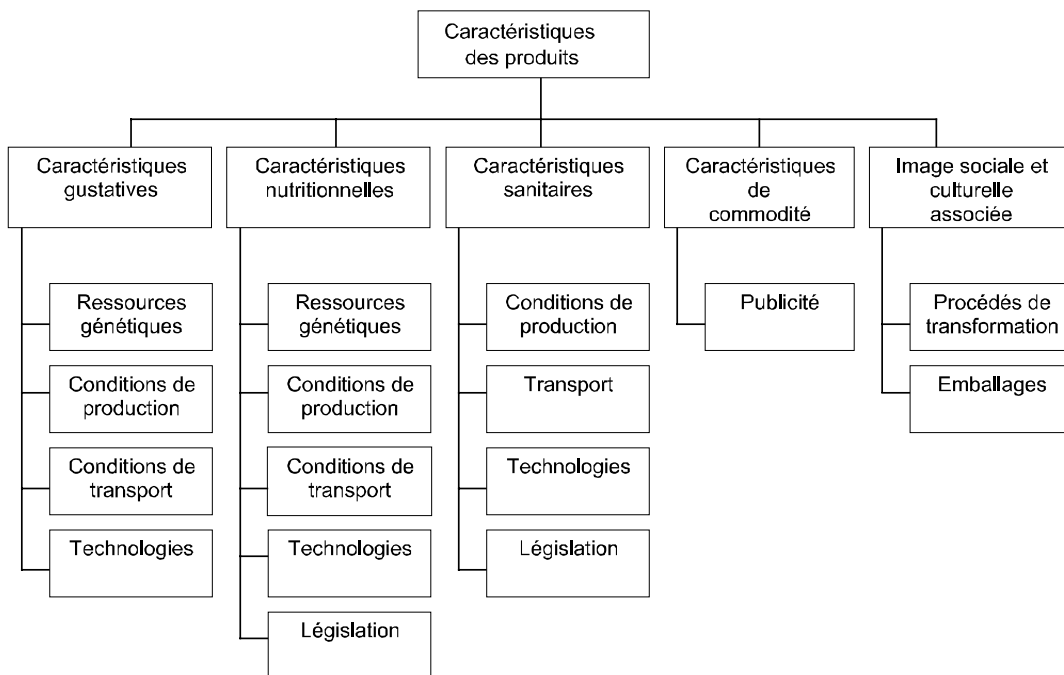 Caractéristiques
des produits
Caractéristiques
gustatives
Ressources
génétiques
Conditions de
production
Conditions de
transport
Technologies
Caractéristiques
nutritionnelles
Ressources
génétiques
Conditions de
production
Conditions de
transport
Technologies
Législation
Caractéristiques
sanitaires
Conditions de
production
Transport
Technologies
Législation
Caractéristiques
de
commodité
Publicité
Image sociale et
culturelle
associée
Procédés de
transformation
Emballages